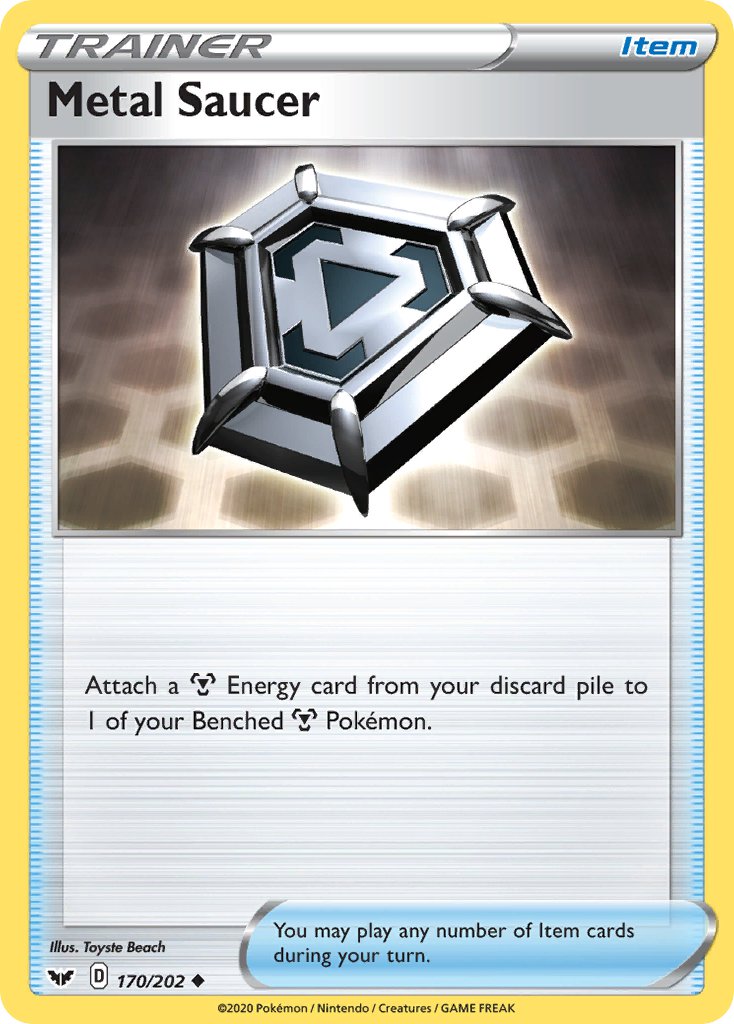 TRAINER
Item
Metal Saucer
Attach a Energy card from your discard pile to
1 of your Benched Pokémon.
Illus. Toyste Beach
You may play any number of Item cards
during your turn.
D 170/202
©2020 Pokémon / Nintendo / Creatures / GAME FREAK